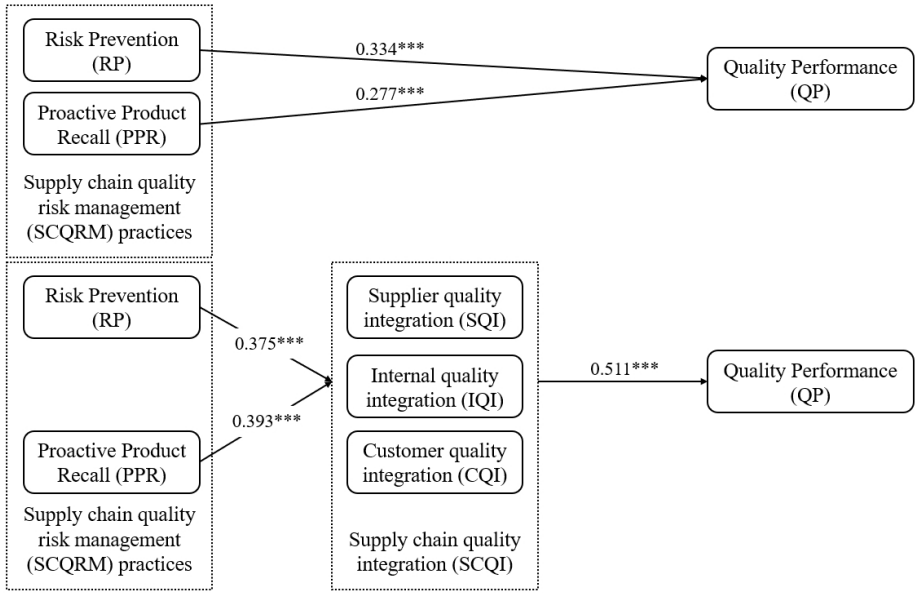 Risk Prevention
(RP)
0.334***
Quality Performance
(QP)
0.277***
Proactive Product
Recall (PPR)
Supply chain quality
risk management
(SCQRM) practices
Risk Prevention
(RP)
0.375***
0.393***
Proactive Product
Recall (PPR)
Supply chain quality
risk management
(SCQRM) practices
Supplier quality
integration (SQI)
Internal quality
integration (IQI)
Customer quality
integration (CQI)
Supply chain quality
integration (SCQI)
0.511***
Quality Performance
(QP)